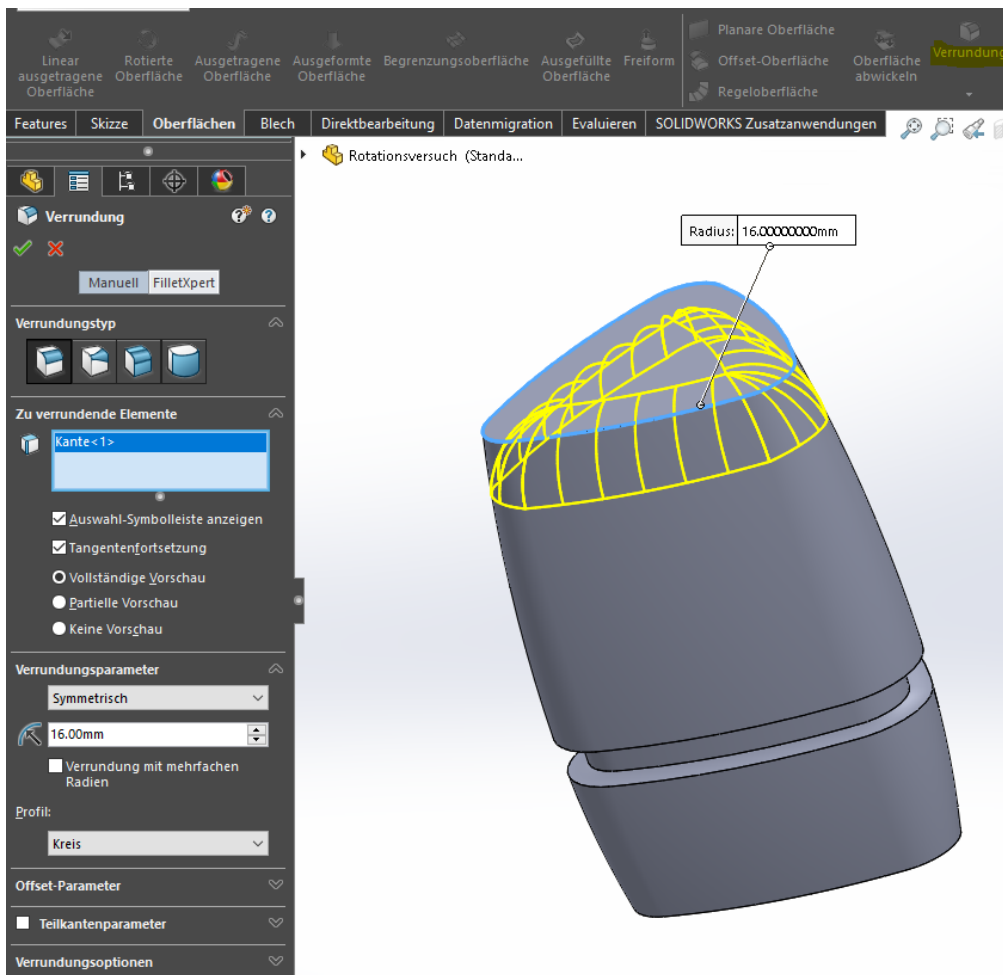 Linear
ausgetragene
Oberfläche
Rotierte
Oberfläche
Ausgetragene
Oberfläche
Ausgeformte
Oberfläche
Begrenzungsoberfläche
Ausgefüllte
Oberfläche
Freiform
Planare Oberfläche
Offset-Oberfläche
Regeloberfläche
Oberfläche
abwickeln
Verrundung
Features Skizze Oberflächen Blech Direktbearbeitung Datenmigration Evaluieren SOLIDWORKS Zusatzanwendungen
Rotationsversuch (Standa...
Verrundung
Manuell FilletXpert
Verrundungstyp
Zu verrundende Elemente
Kante<1>
Auswahl-Symbolleiste anzeigen
Tangentenfortsetzung
Vollständige Vorschau
Partielle Vorschau
Keine Vorschau
Verrundungsparameter
Symmetrisch
16.00mm
Verrundung mit mehrfachen
Radien
Profil:
Kreis
Offset-Parameter
Teilkantenparameter
Verrundungsoptionen
Radius: 16.00000000mm